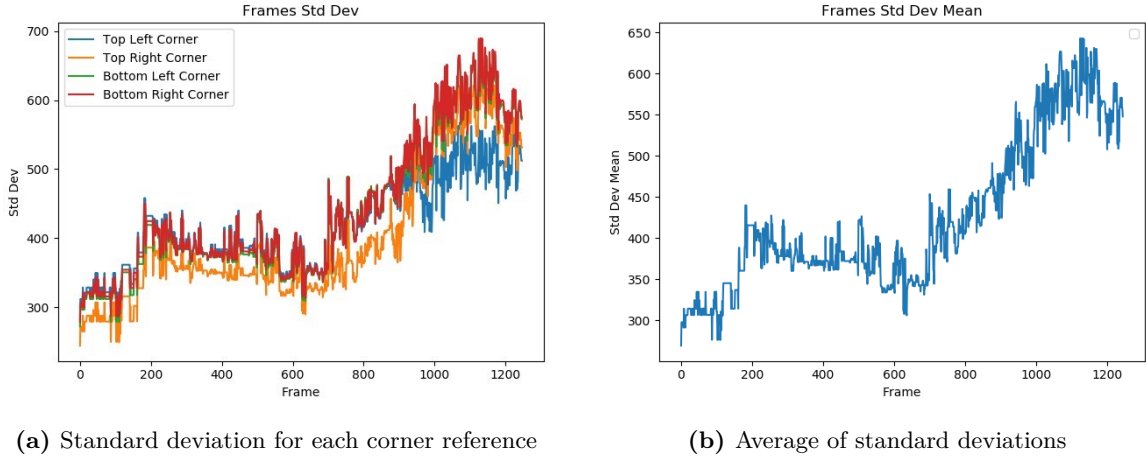 Frames Std Dev
700
600
500
400
300
Std Dev
Top Left Corner
Top Right Corner
Bottom Left Corner
Bottom Right Corner
0 200 400 600 800 1000 1200
Frame
(a) Standard deviation for each corner reference
Frames Std Dev Mean
650
600
550
500
450
400
350
300
Std Dev Mean
0 200 400 600 800 1000 1200
Frame
(b) Average of standard deviations